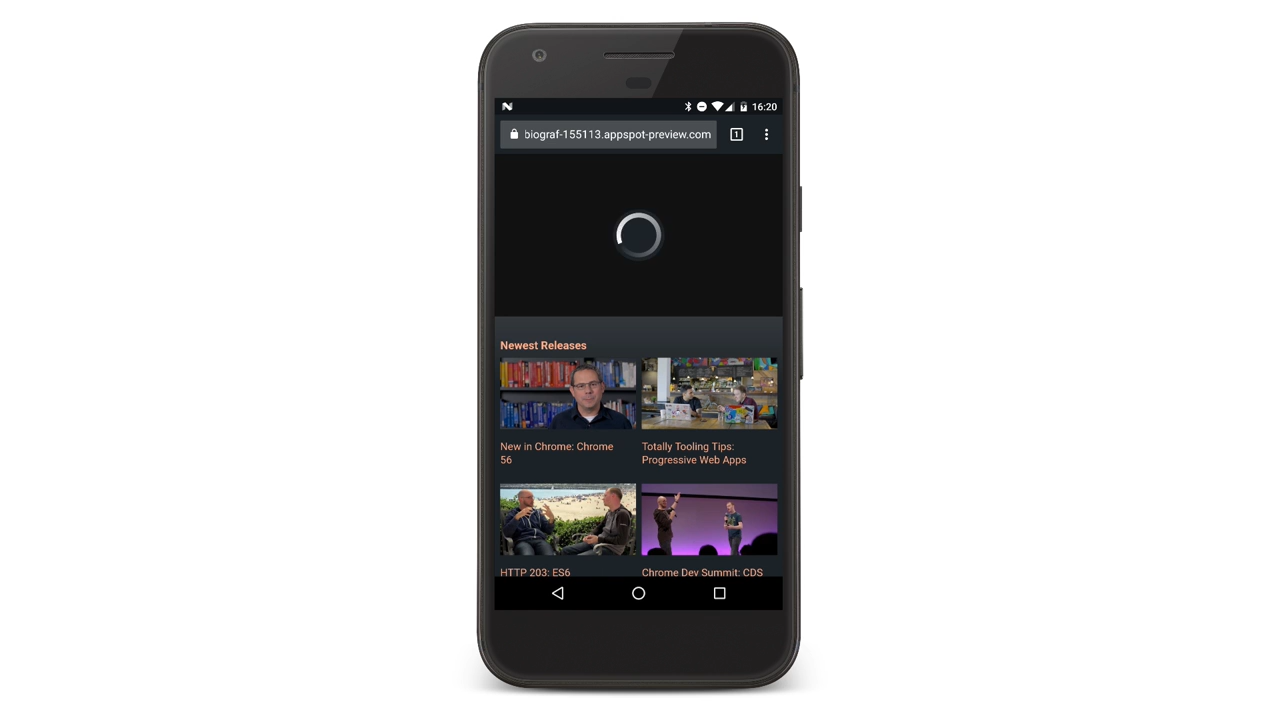 16:20
biograf-155113.appspot-preview.com
1
Newest Releases
New in Chrome: Chrome
56
Totally Tooling Tips:
Progressive Web Apps
HTTP 203: ES6
Chrome Dev Summit: CDS